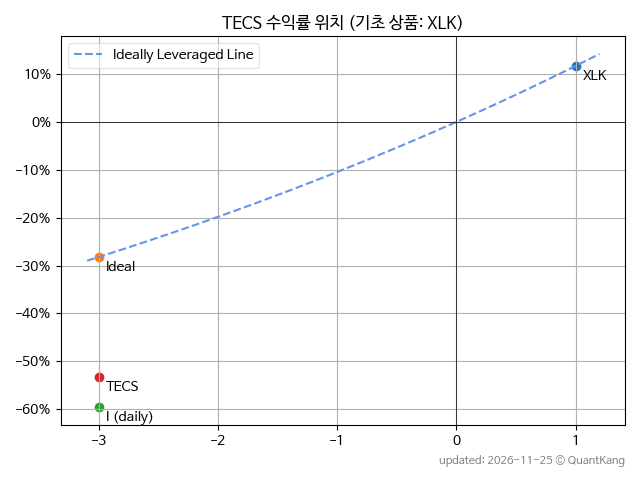 TECS 수익률 위치 (기초 상품: XLK)
Ideally Leveraged Line
10%
0%
−10%
−20%
−30%
−40%
−50%
−60%
XLK
Ideal
TECS
I (daily)
−3
−2
−1
0
1
updated: 2026-11-25 © QuantKang